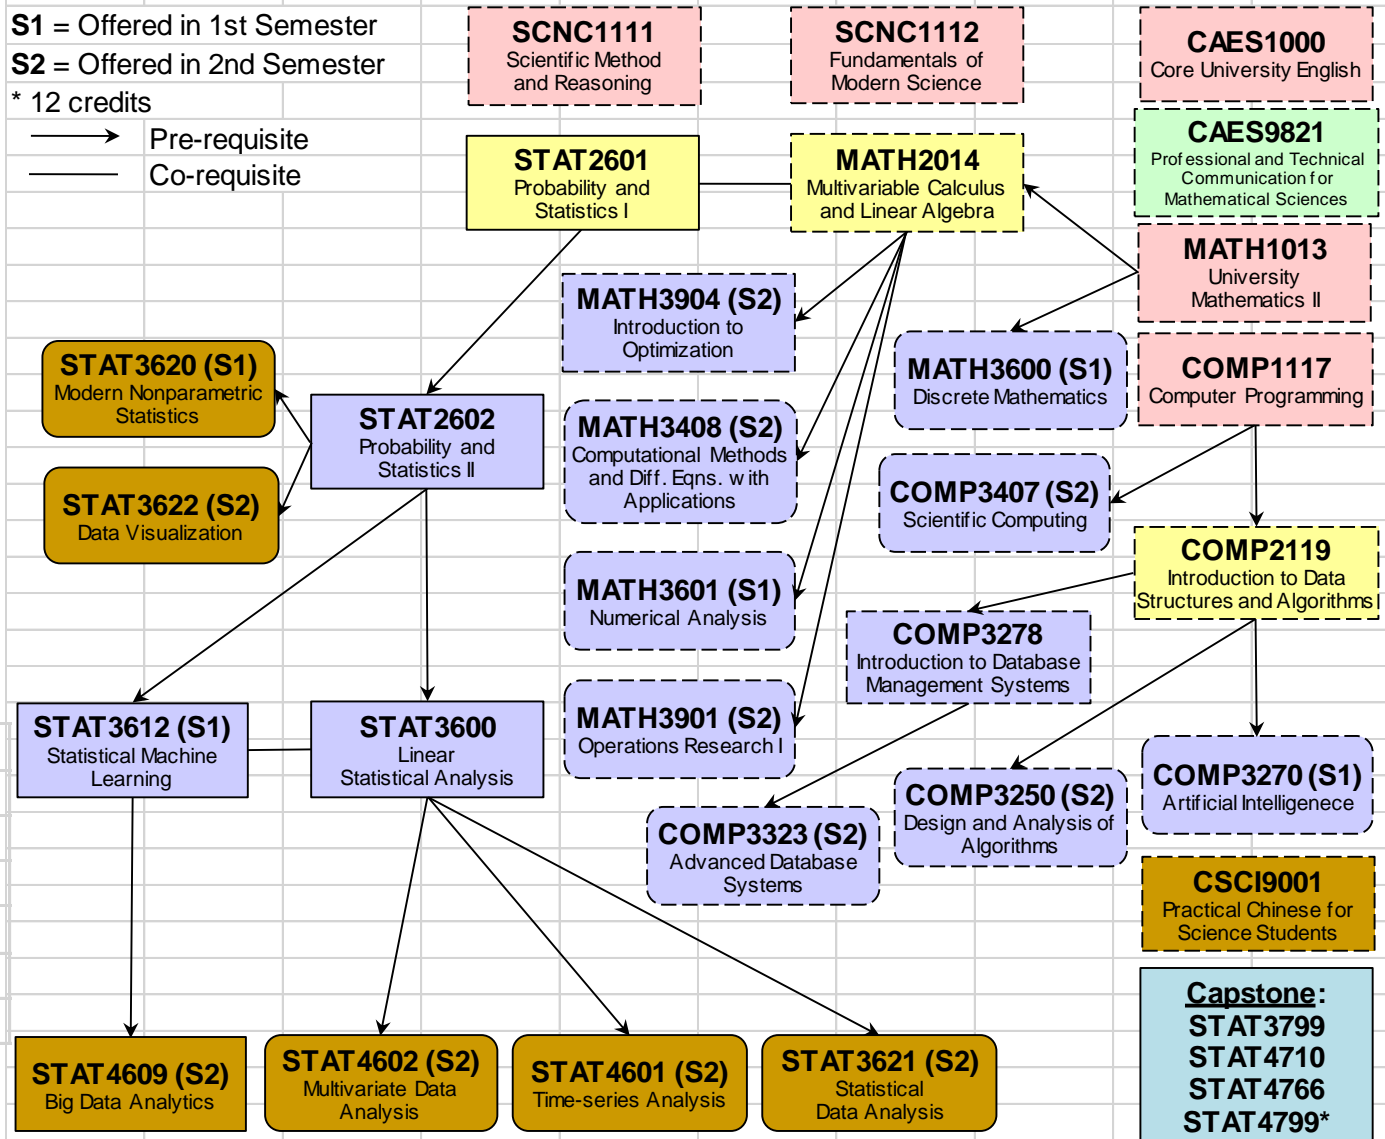 S1 = Offered in 1st Semester
S2 = Offered in 2nd Semester
* 12 credits
Pre-requisite
Co-requisite
SCNC1111
Scientific Method
and Reasoning
SCNC1112
Fundamentals of
Modern Science
CAES1000
Core University English
CAES9821
Professional and Technical
Communication for
Mathematical Sciences
STAT2601
Probability and
Statistics I
MATH2014
Multivariable Calculus
and Linear Algebra
MATH1013
University
Mathematics II
MATH3904 (S2)
Introduction to
Optimization
MATH3600 (S1)
Discrete Mathematics
COMP1117
Computer Programming
STAT3620 (S1)
Modern Nonparametric
Statistics
STAT2602
Probability and
Statistics II
MATH3408 (S2)
Computational Methods
and Diff. Eqns. with
Applications
STAT3622 (S2)
Data Visualization
COMP3407 (S2)
Scientific Computing
COMP2119
Introduction to Data
Structures and Algorithms
MATH3601 (S1)
Numerical Analysis
COMP3278
Introduction to Database
Management Systems
STAT3612 (S1)
Statistical Machine
Learning
STAT3600
Linear
Statistical Analysis
MATH3901 (S2)
Operations Research I
COMP3323 (S2)
Advanced Database
Systems
COMP3250 (S2)
Design and Analysis of
Algorithms
COMP3270 (S1)
Artificial Intelligenece
CSCI9001
Practical Chinese for
Science Students
STAT4609 (S2)
Big Data Analytics
STAT4602 (S2)
Multivariate Data
Analysis
STAT4601 (S2)
Time-series Analysis
STAT3621 (S2)
Statistical
Data Analysis
Capstone:
STAT3799
STAT4710
STAT4766
STAT4799*